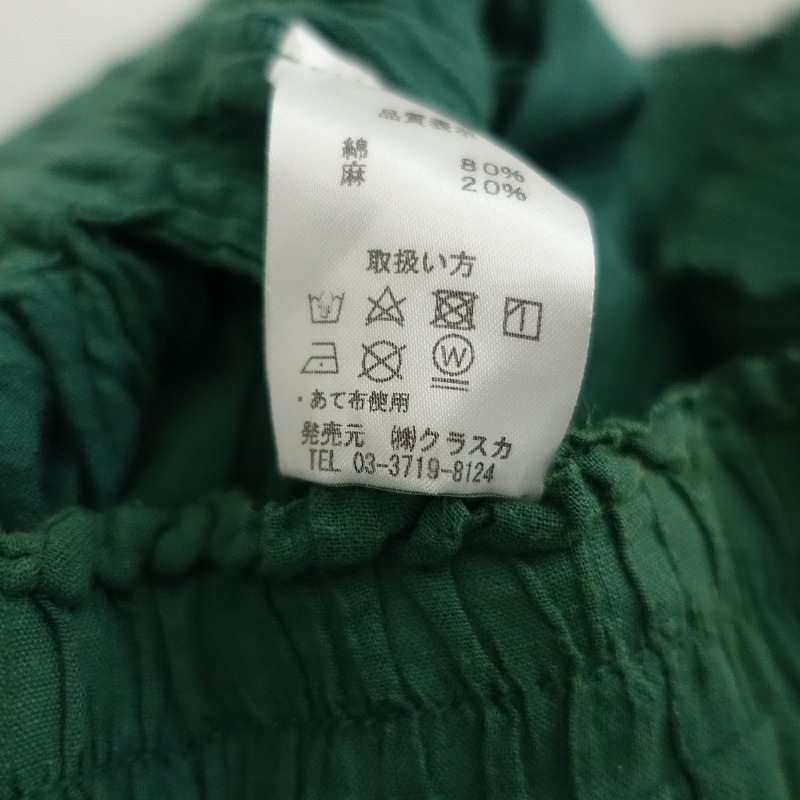 品質表示
綿 80%
麻 20%
取扱い方
W
・あて布使用
発売元 ㈱クラスカ
TEL 03-3719-8124